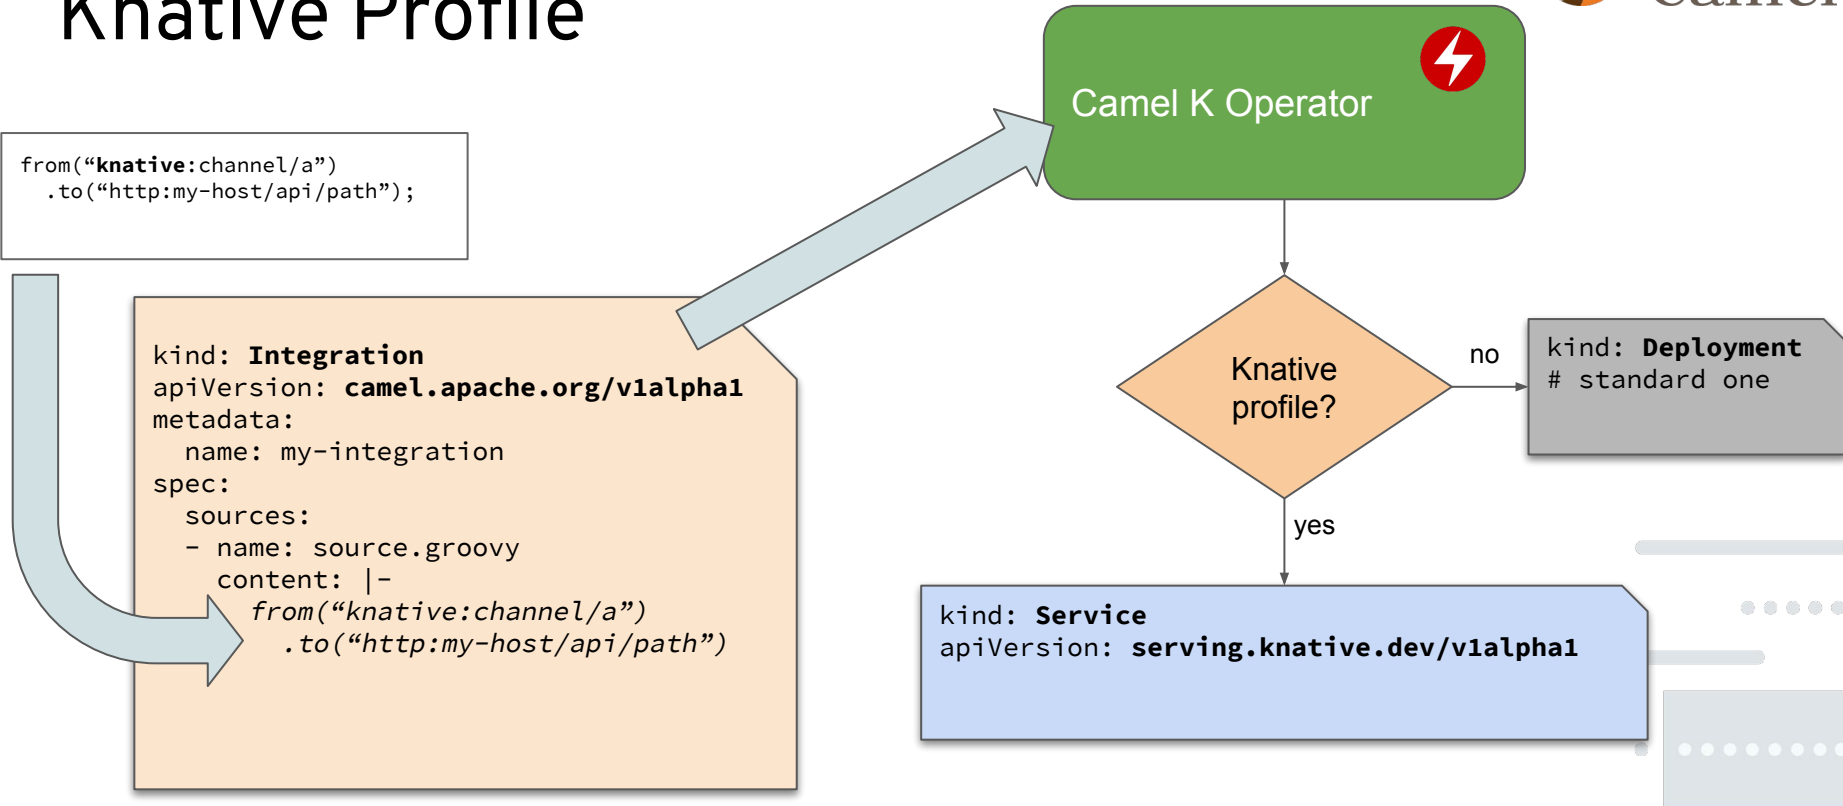 Knative Profile
camel
from(“knative:channel/a”)
  .to(“http:my-host/api/path”);
kind: Integration
apiVersion: camel.apache.org/v1alpha1
metadata:
  name: my-integration
spec:
  sources:
  - name: source.groovy
    content: |-
      from(“knative:channel/a”)
        .to(“http:my-host/api/path”)
Camel K Operator
Knative
profile?
no
kind: Deployment
# standard one
yes
kind: Service
apiVersion: serving.knative.dev/v1alpha1